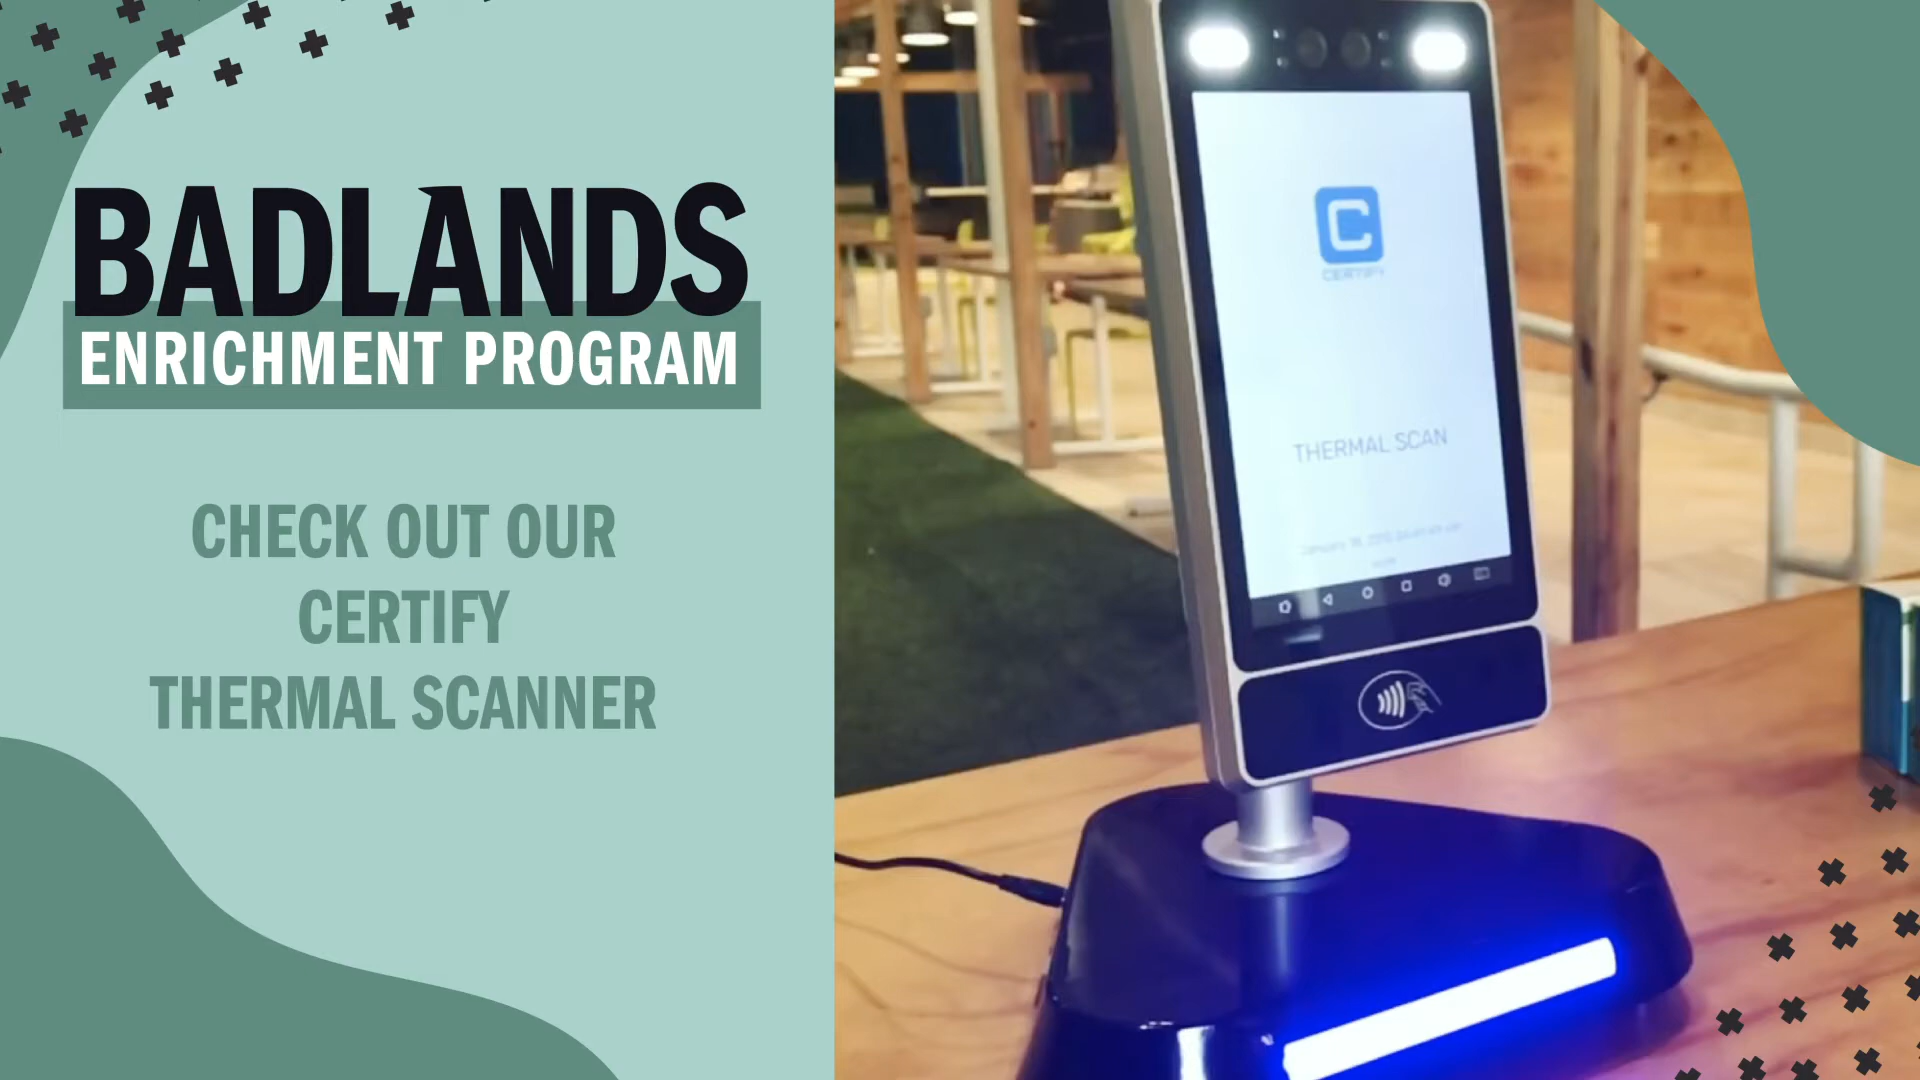 BADLANDS
ENRICHMENT PROGRAM
CHECK OUT OUR
CERTIFY
THERMAL SCANNER
C
CERTIFY
THERMAL SCAN